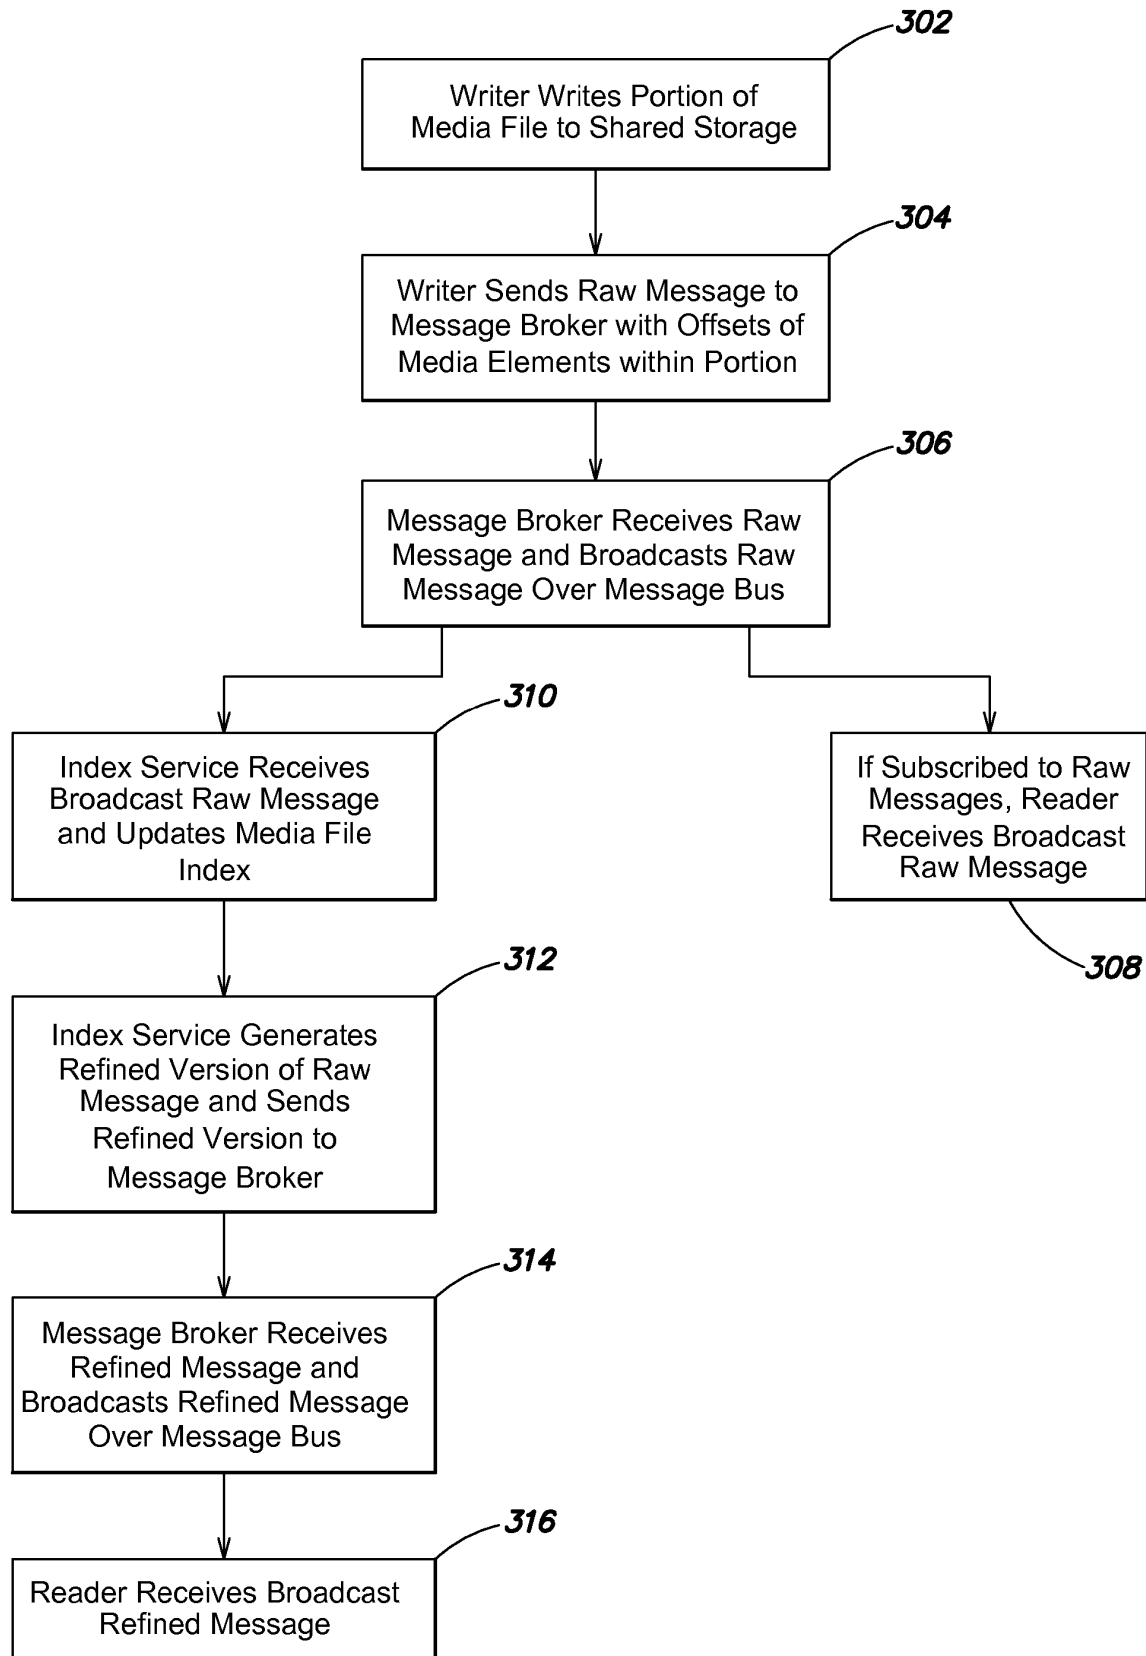 302
Writer Writes Portion of
Media File to Shared Storage
304
Writer Sends Raw Message to
Message Broker with Offsets of
Media Elements within Portion
306
Message Broker Receives Raw
Message and Broadcasts Raw
Message Over Message Bus
310
Index Service Receives
Broadcast Raw Message
and Updates Media File
Index
If Subscribed to Raw
Messages, Reader
Receives Broadcast
Raw Message
308
312
Index Service Generates
Refined Version of Raw
Message and Sends
Refined Version to
Message Broker
314
Message Broker Receives
Refined Message and
Broadcasts Refined Message
Over Message Bus
316
Reader Receives Broadcast
Refined Message